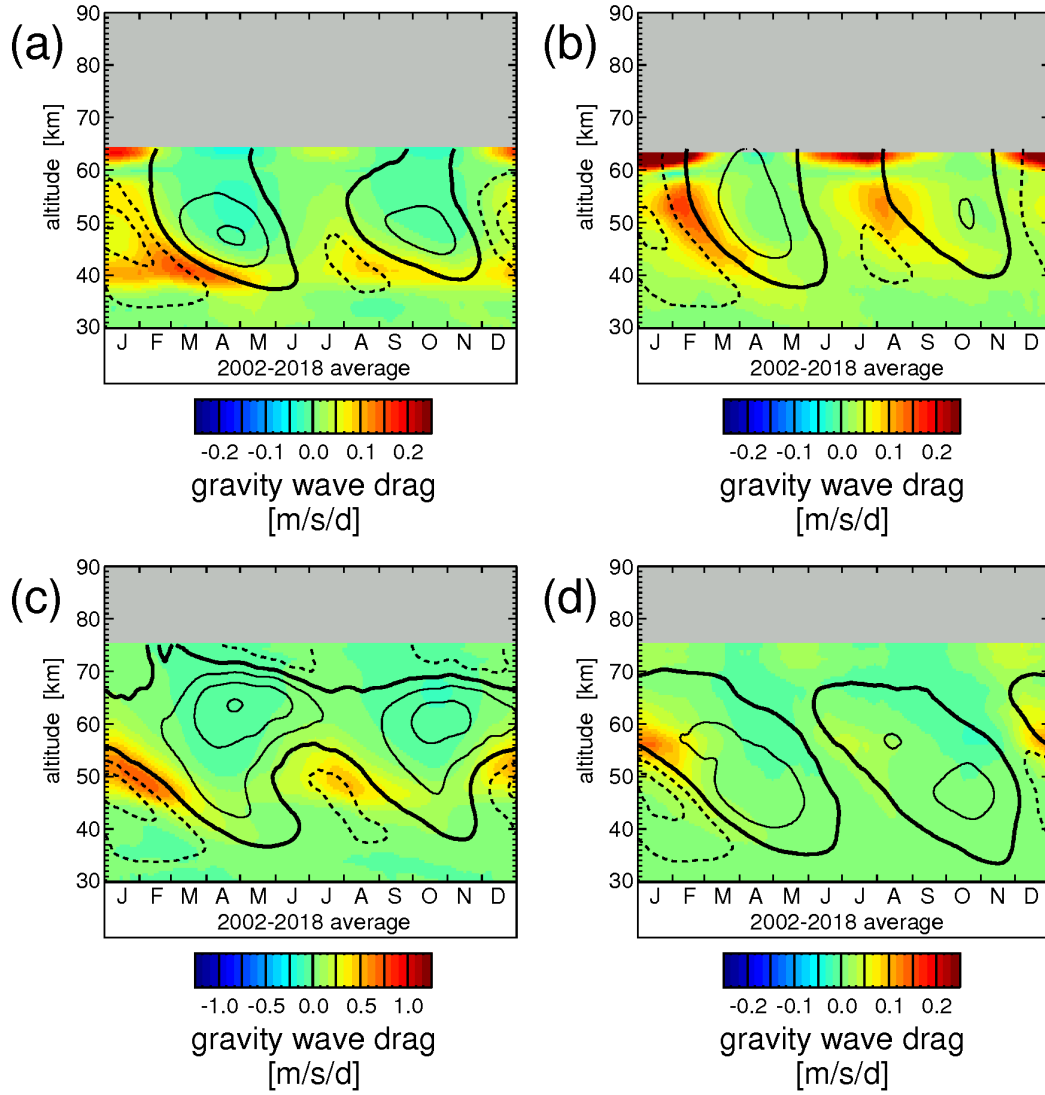 (a)
90
80
70
60
50
40
30
altitude [km]
J F M A M J J A S O N D
2002-2018 average
-0.2 -0.1 0.0 0.1 0.2
gravity wave drag
[m/s/d]
(b)
90
80
70
60
50
40
30
altitude [km]
J F M A M J J A S O N D
2002-2018 average
-0.2 -0.1 0.0 0.1 0.2
gravity wave drag
[m/s/d]
(c)
90
80
70
60
50
40
30
altitude [km]
J F M A M J J A S O N D
2002-2018 average
-1.0 -0.5 0.0 0.5 1.0
gravity wave drag
[m/s/d]
(d)
90
80
70
60
50
40
30
altitude [km]
J F M A M J J A S O N D
2002-2018 average
-0.2 -0.1 0.0 0.1 0.2
gravity wave drag
[m/s/d]